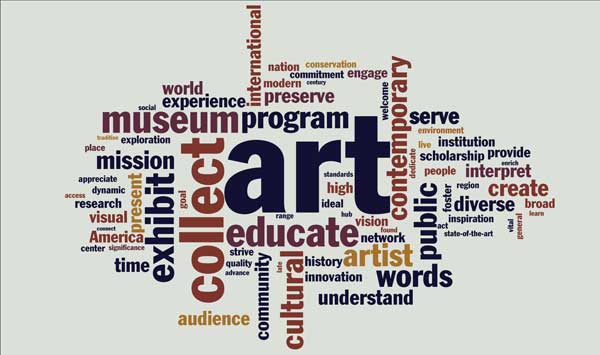 international
nation
conservation
commitment
engage
modern
century
world
preserve
experience
social
museum
program
welcome
contemporary
serve
tradition
exploration
environment
live
institution
place
mission
art
standards
dedicate
scholarship
provide
enrich
appreciate
dynamic
goal
collect
high
people
interpret
access
research
present
exhibit
ideal
region
create
foster
diverse
broad
visual
range
hub
vision
public
inspiration
learn
connect
America
educate
found
act
vital
general
center
significance
strive
network
state-of-the-art
time
quality
advance
community
cultural
late
history
artist
words
innovation
understand
audience